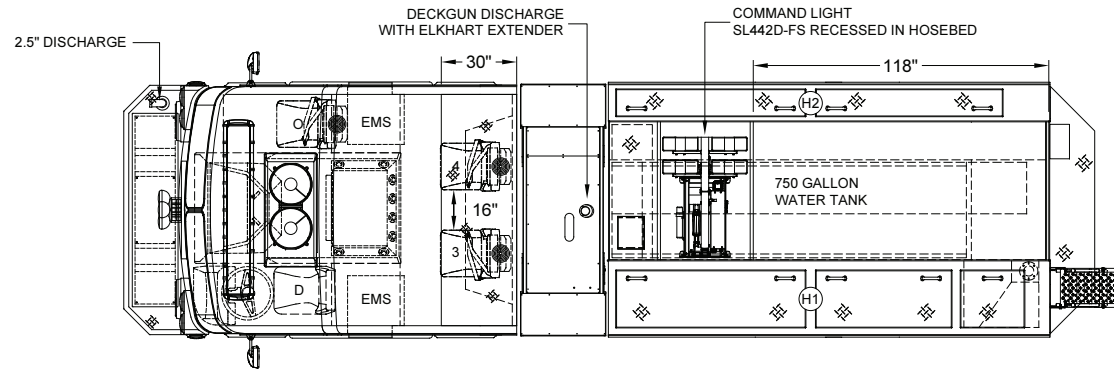 DECKGUN DISCHARGE
WITH ELKHART EXTENDER
COMMAND LIGHT
SL442D-FS RECESSED IN HOSEBED
2.5" DISCHARGE
30"
118"
H2
O
EMS
4
16"
3
750 GALLON
WATER TANK
D
EMS
H1